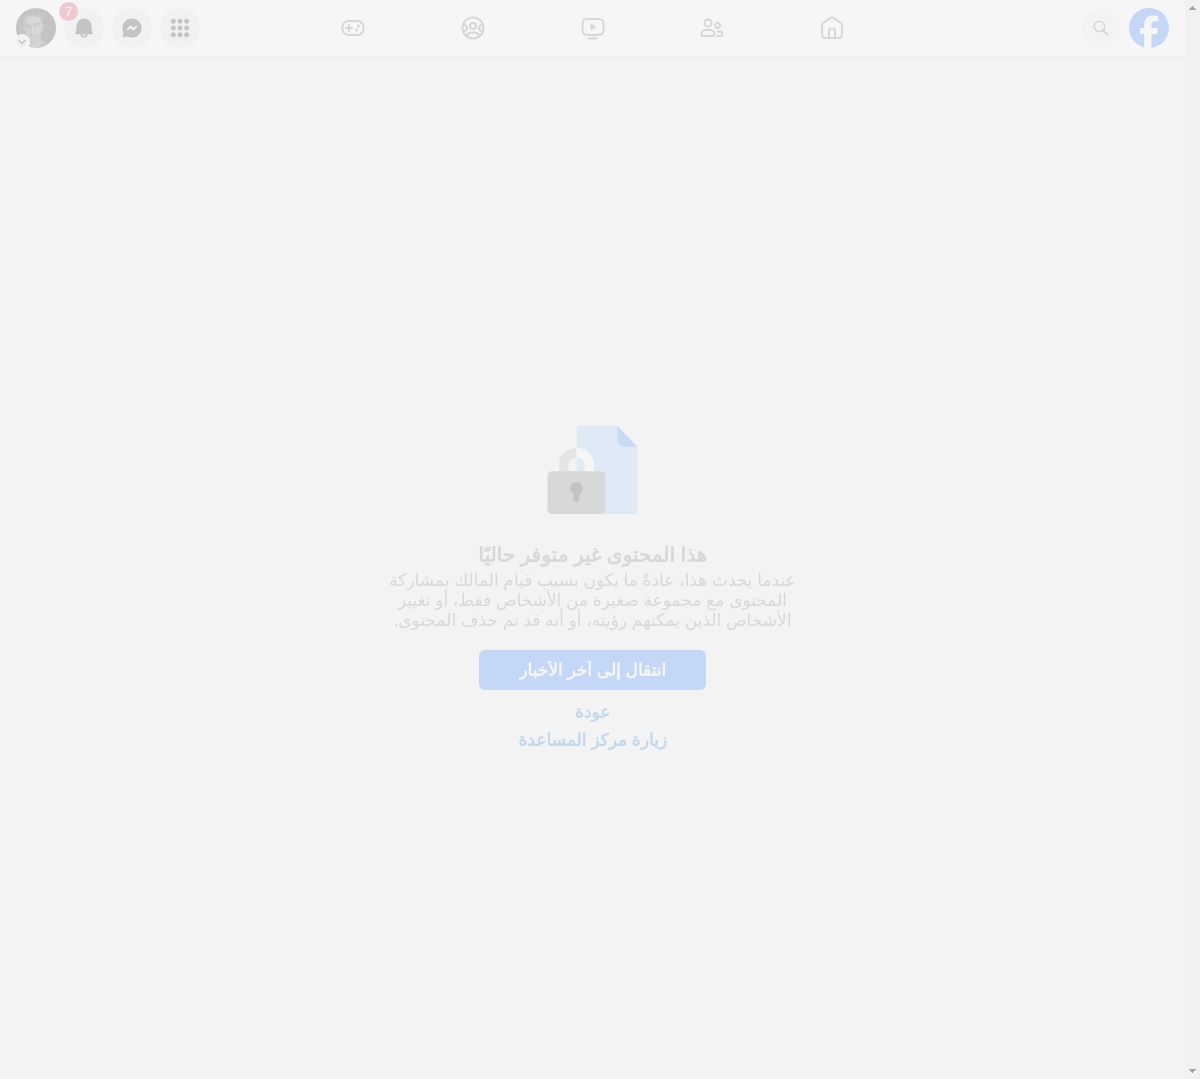 7
هذا المحتوى غير متوفر حاليًا
عندما يحدث هذا، عادةً ما يكون بسبب قيام المالك بمشاركة
المحتوى مع مجموعة صغيرة من الأشخاص فقط، أو تغيير
الأشخاص الذين يمكنهم رؤيته، أو أنه قد تم حذف المحتوى.
انتقال إلى آخر الأخبار
عودة
زيارة مركز المساعدة